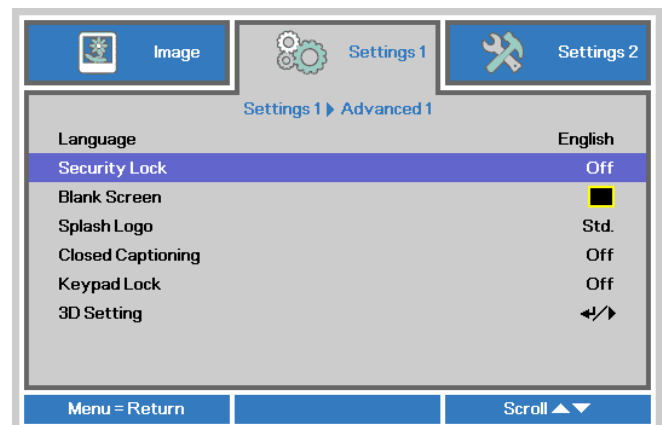 Image Settings 1 Settings 2
Settings 1 ▶ Advanced 1
Language English
Security Lock Off
Blank Screen
Splash Logo Std.
Closed Captioning Off
Keypad Lock Off
3D Setting ↵/▶
Menu = Return Scroll ▲▼